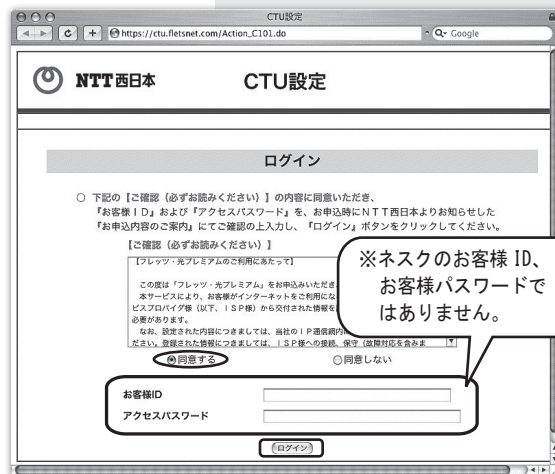 CTU設定
https://ctu.fletsnet.com/Action_C101.do
Google
NTT西日本
CTU設定
ログイン
○ 下記の【ご確認（必ずお読みください）】の内容に同意いただき、
『お客様ＩＤ』および『アクセスパスワード』を、お申込時にＮＴＴ西日本よりお知らせした
『お申込内容のご案内』にてご確認の上入力し、『ログイン』ボタンをクリックしてください。
【ご確認（必ずお読みください）】
【フレッツ・光プレミアムのご利用にあたって】
この度は「フレッツ・光プレミアム」をお申込みいただき
本サービスにより、お客様がインターネットをご利用にな
ビスプロバイダ様（以下、ＩＳＰ様）から交付された情報を
必要があります。
なお、設定された内容につきましては、当社のＩＰ通信網内
ださい。登録された情報につきましては、ＩＳＰ様への接続、保守（故障対応を含みま
※ネスクのお客様 ID、
お客様パスワードで
はありません。
同意する
同意しない
お客様ID
アクセスパスワード
ログイン